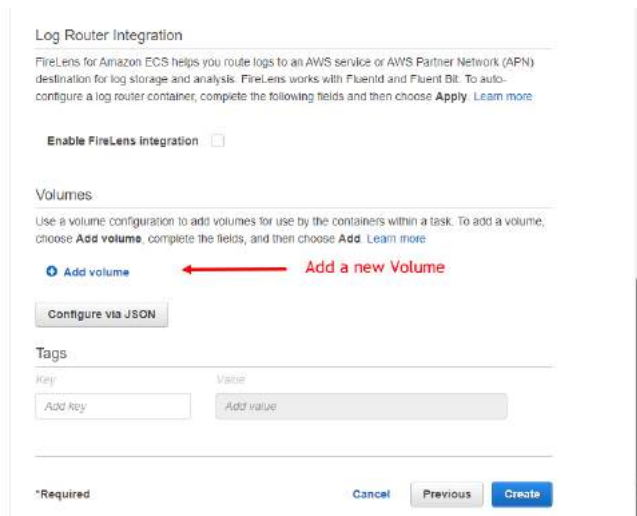 Log Router Integration
FireLens for Amazon ECS helps you route logs to an AWS service or AWS Partner Network (APN)
destination for log storage and analysis. FireLens works with Fluentd and Fluent Bit. To auto-
configure a log router container, complete the following fields and then choose Apply. Learn more
Enable FireLens integration
Volumes
Use a volume configuration to add volumes for use by the containers within a task. To add a volume,
choose Add volume, complete the fields, and then choose Add. Learn more
Add volume
Add a new Volume
Configure via JSON
Tags
Key Value
Add key Add value
*Required Cancel Previous Create